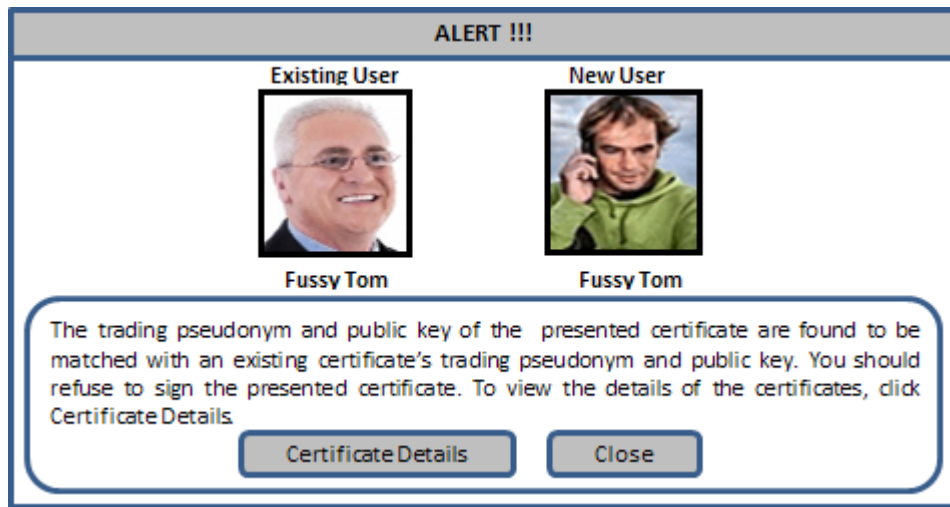 ALERT !!!
Existing User New User
Fussy Tom Fussy Tom
The trading pseudonym and public key of the presented certificate are found to be
matched with an existing certificate's trading pseudonym and public key. You should
refuse to sign the presented certificate. To view the details of the certificates, click
Certificate Details.
Certificate Details Close